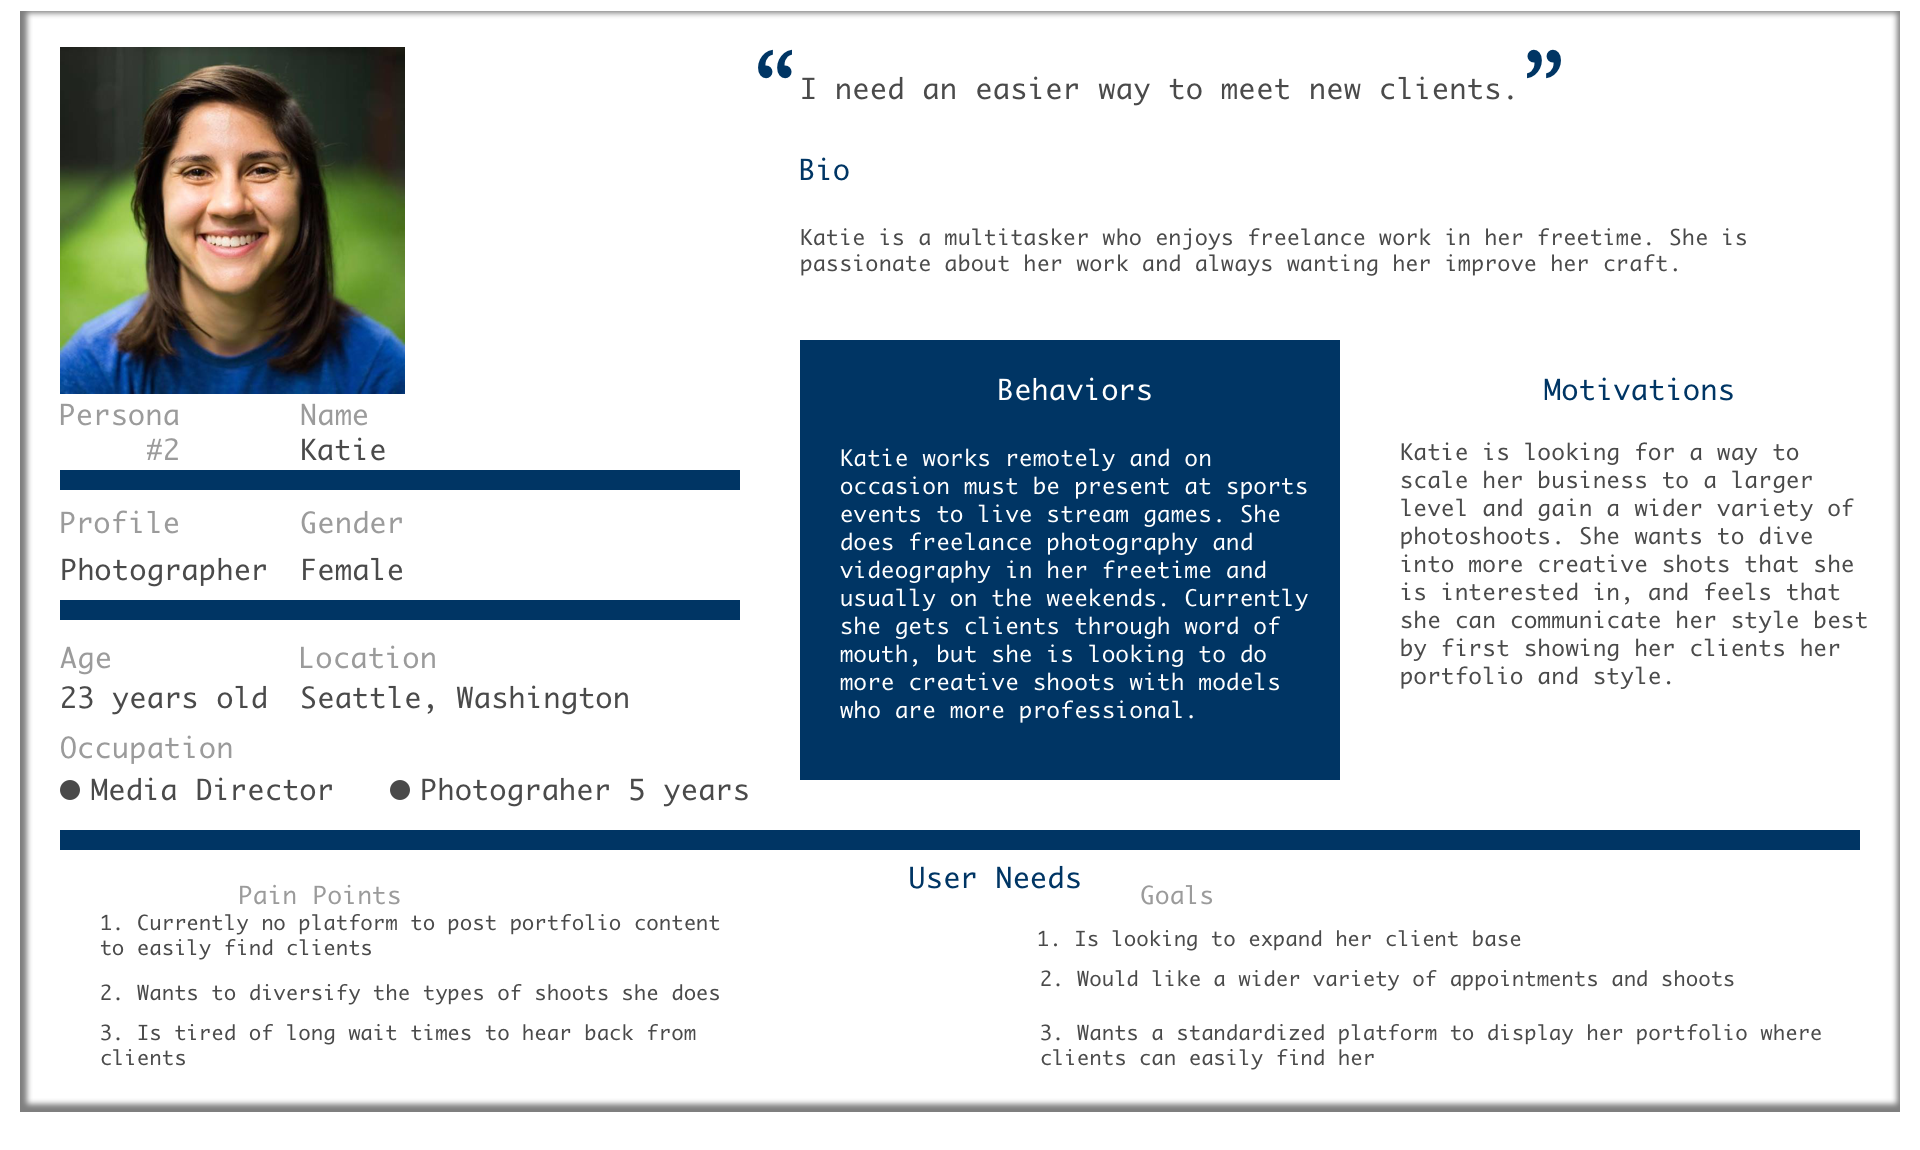 “I need an easier way to meet new clients.”
Bio
Katie is a multitasker who enjoys freelance work in her freetime. She is
passionate about her work and always wanting her improve her craft.
Persona
#2
Name
Katie
Profile
Photographer
Gender
Female
Age
23 years old
Location
Seattle, Washington
Occupation
● Media Director
● Photograher 5 years
Behaviors
Katie works remotely and on
occasion must be present at sports
events to live stream games. She
does freelance photography and
videography in her freetime and
usually on the weekends. Currently
she gets clients through word of
mouth, but she is looking to do
more creative shoots with models
who are more professional.
Motivations
Katie is looking for a way to
scale her business to a larger
level and gain a wider variety of
photoshoots. She wants to dive
into more creative shots that she
is interested in, and feels that
she can communicate her style best
by first showing her clients her
portfolio and style.
User Needs
Pain Points
1. Currently no platform to post portfolio content
to easily find clients
2. Wants to diversify the types of shoots she does
3. Is tired of long wait times to hear back from
clients
Goals
1. Is looking to expand her client base
2. Would like a wider variety of appointments and shoots
3. Wants a standardized platform to display her portfolio where
clients can easily find her